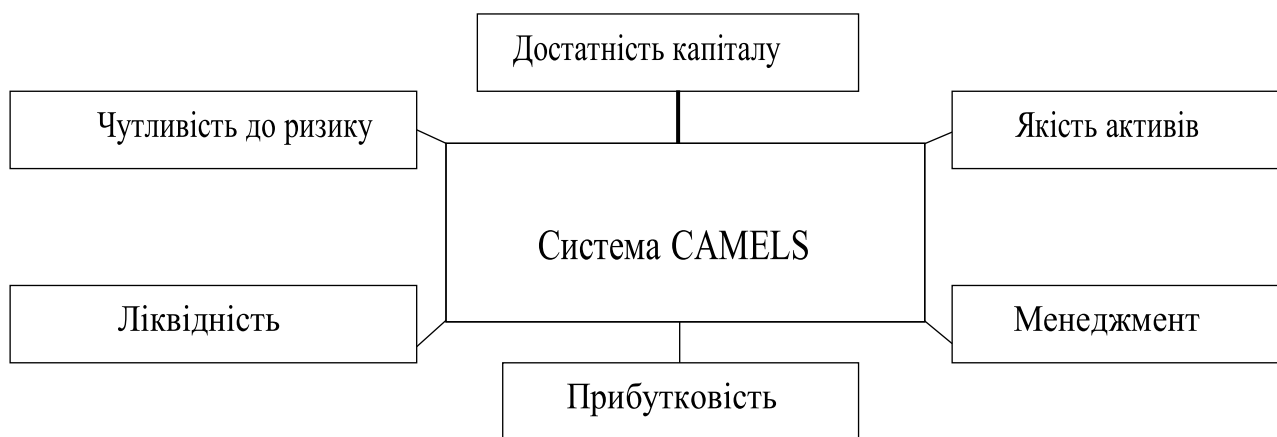 Достатність капіталу
Чутливість до ризику
Якість активів
Система CAMELS
Ліквідність
Менеджмент
Прибутковість